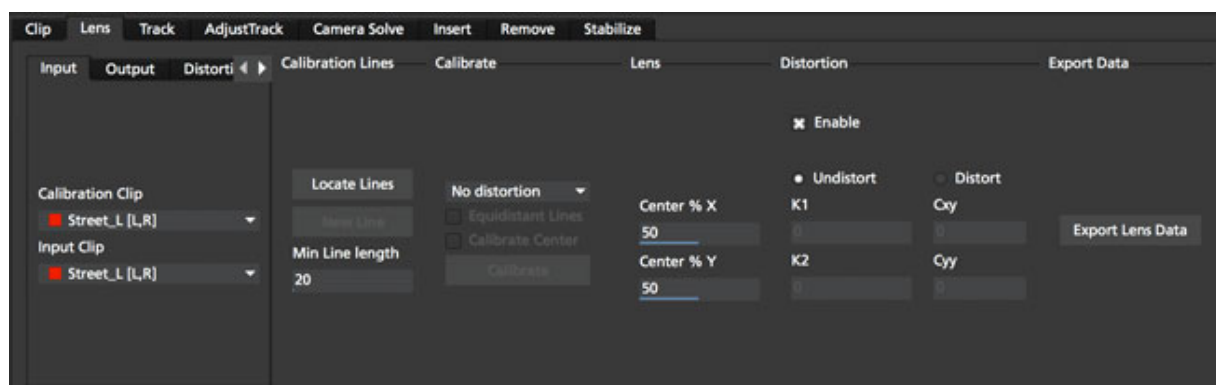 Clip Lens Track AdjustTrack Camera Solve Insert Remove Stabilize
Input Output Distorti
Calibration Clip
Street_L [L,R]
Input Clip
Street_L [L,R]
Calibration Lines
Locate Lines
New Line
Min Line length
20
Calibrate
No distortion
Equidistant Lines
Calibrate Center
Calibrate
Lens
Center % X
50
Center % Y
50
Distortion
Enable
Undistort Distort
K1 Cxy
0 0
K2 Cyy
0 0
Export Data
Export Lens Data